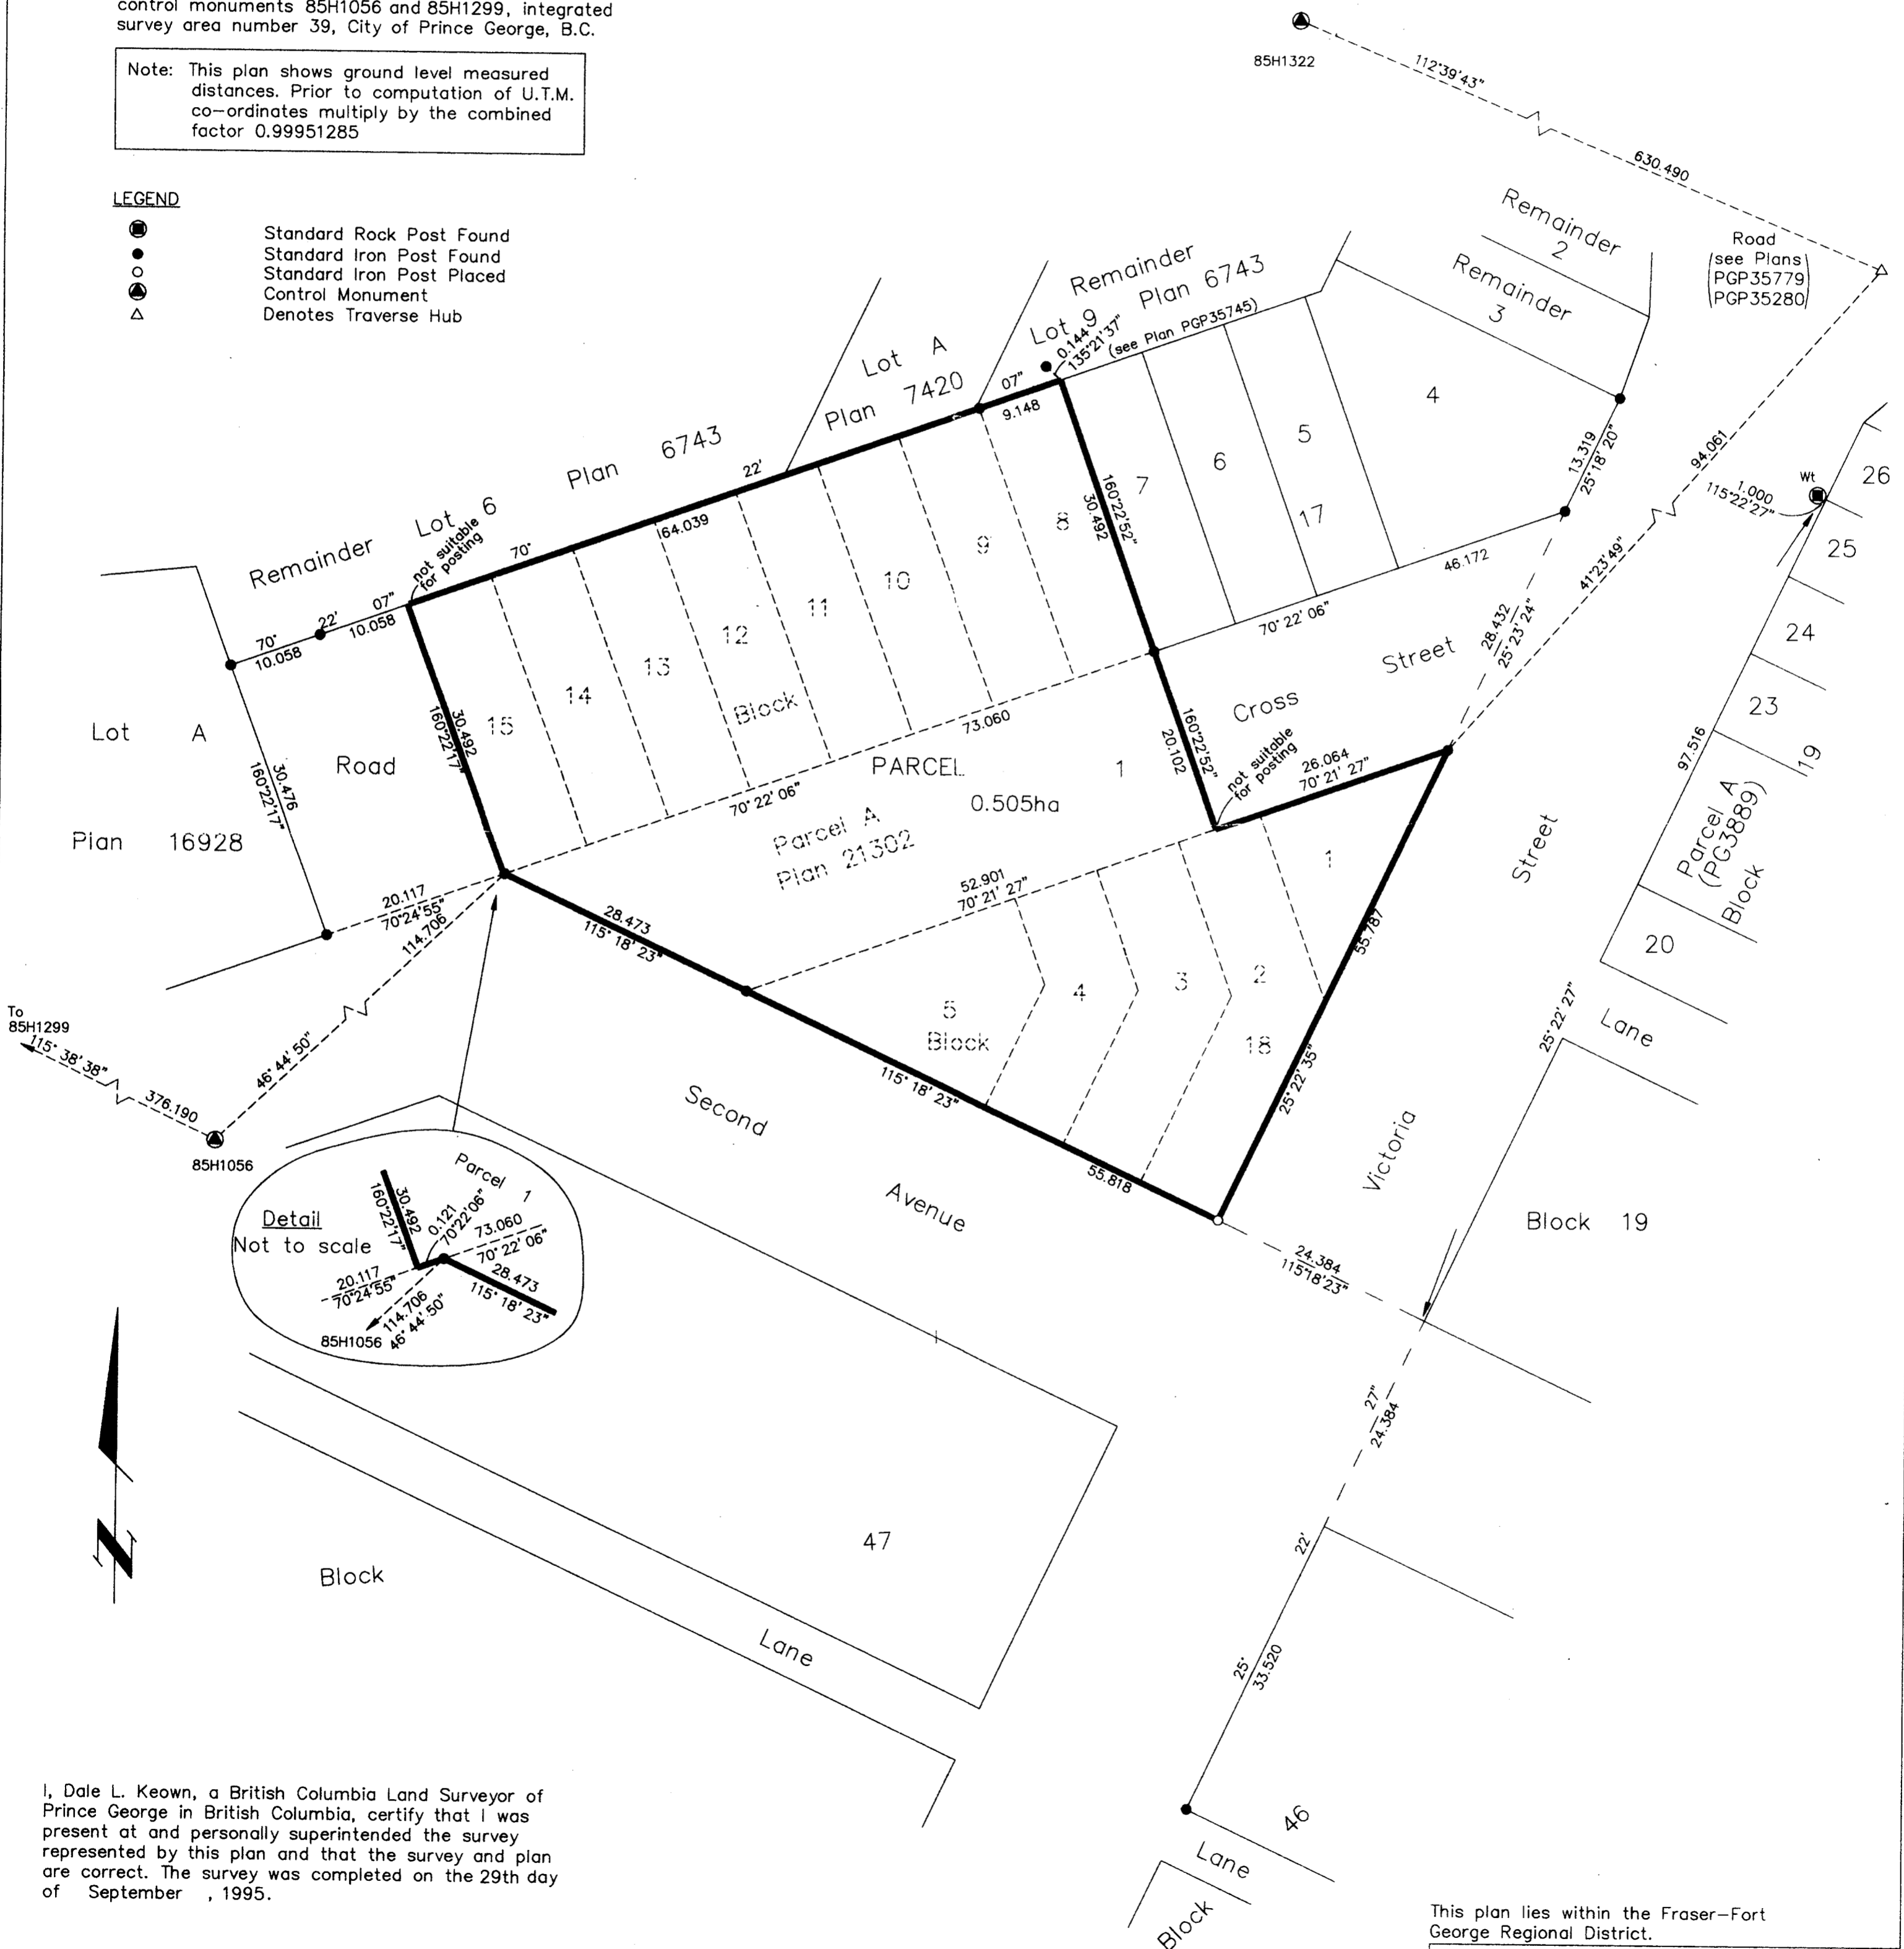 control monuments 85H1056 and 85H1299, integrated
survey area number 39, City of Prince George, B.C.
Note: This plan shows ground level measured
distances. Prior to computation of U.T.M.
co-ordinates multiply by the combined
factor 0.99951285
LEGEND
Standard Rock Post Found
Standard Iron Post Found
Standard Iron Post Placed
Control Monument
Denotes Traverse Hub
85H1322
112°39'43"
630.490
Remainder
2
Remainder
3
Road
(see Plans)
PGP35779
PGP35280
Remainder
Lot 9 Plan 6743
(see Plan PGP35745)
0.144
135°21'37"
Lot A
Plan 7420
07"
9.148
Remainder Lot 6 Plan 6743
not suitable
for posting
70° 22'
64.039
70° 22' 07"
10.058
10.058
4
5
6
7
17
8
9
10
11
12
13
14
15
Block
160°22'52"
30.492
13.319
25°18'20"
94.061
41°23'49"
Wt
1.000
115°22'27"
26
25
24
23
19
97.516
Parcel A
(PG3889)
Block
20
46.172
70°22'06"
28.432
25°23'24"
Cross Street
160°22'52"
20.102
not suitable
for posting
26.064
70°21'27"
73.060
70°22'06"
PARCEL 1
0.505ha
Parcel A
Plan 21302
Lot A
Plan 16928
30.476
160°22'17"
Road
30.492
160°22'17"
20.117
70°24'55"
114.706
46°44'50"
To
85H1299
115°38'38"
376.190
85H1056
28.473
115°18'23"
52.901
70°21'27"
1
2
3
4
5
Block
18
55.787
25°22'35"
115°18'23"
55.818
Second Avenue
Victoria Street
25°22'27"
Lane
Block 19
24.384
115°18'23"
27"
24.384
22'
25°
33.520
Detail
Not to scale
Parcel 1
30.492
160°22'17"
0.121
70°22'06"
73.060
70°22'06"
20.117
70°24'55"
28.473
115°18'23"
114.706
46°44'50"
85H1056
N
47
Block
Lane
46
Lane
Block
I, Dale L. Keown, a British Columbia Land Surveyor of
Prince George in British Columbia, certify that I was
present at and personally superintended the survey
represented by this plan and that the survey and plan
are correct. The survey was completed on the 29th day
of September , 1995.
This plan lies within the Fraser-Fort
George Regional District.